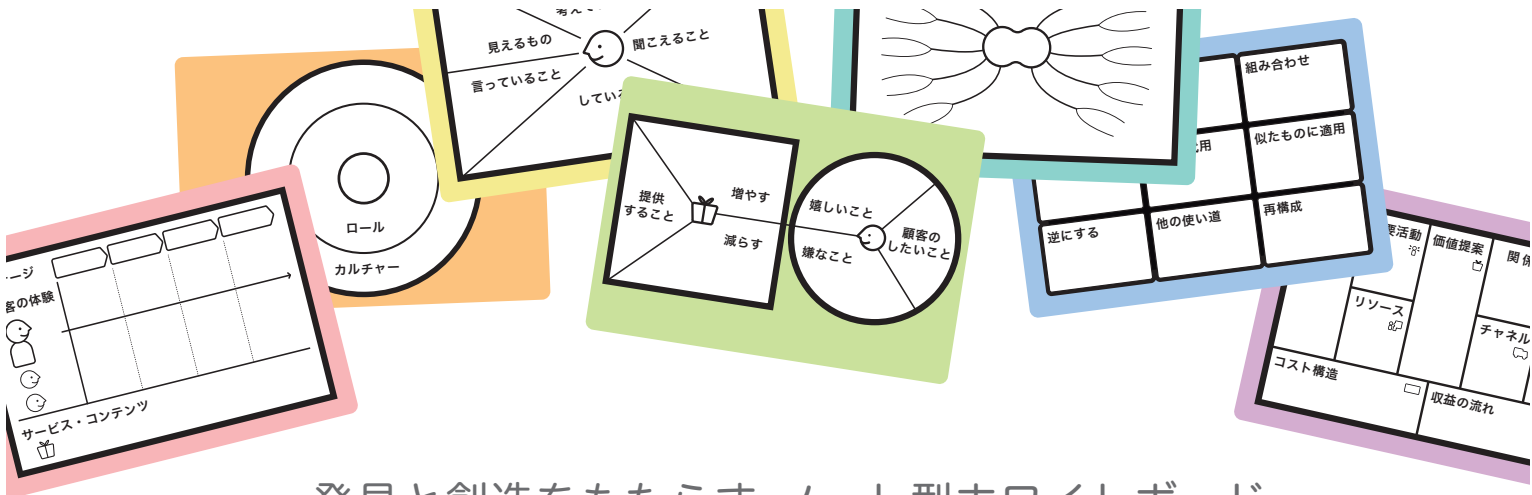 見えるもの
聞こえること
言っていること
ロール
カルチャー
提供
すること
増やす
減らす
嬉しいこと
嫌なこと
顧客の
したいこと
組み合わせ
似たものに適用
逆にする
他の使い道
再構成
価値提案
リソース
チャネル
コスト構造
収益の流れ
サービス・コンテンツ